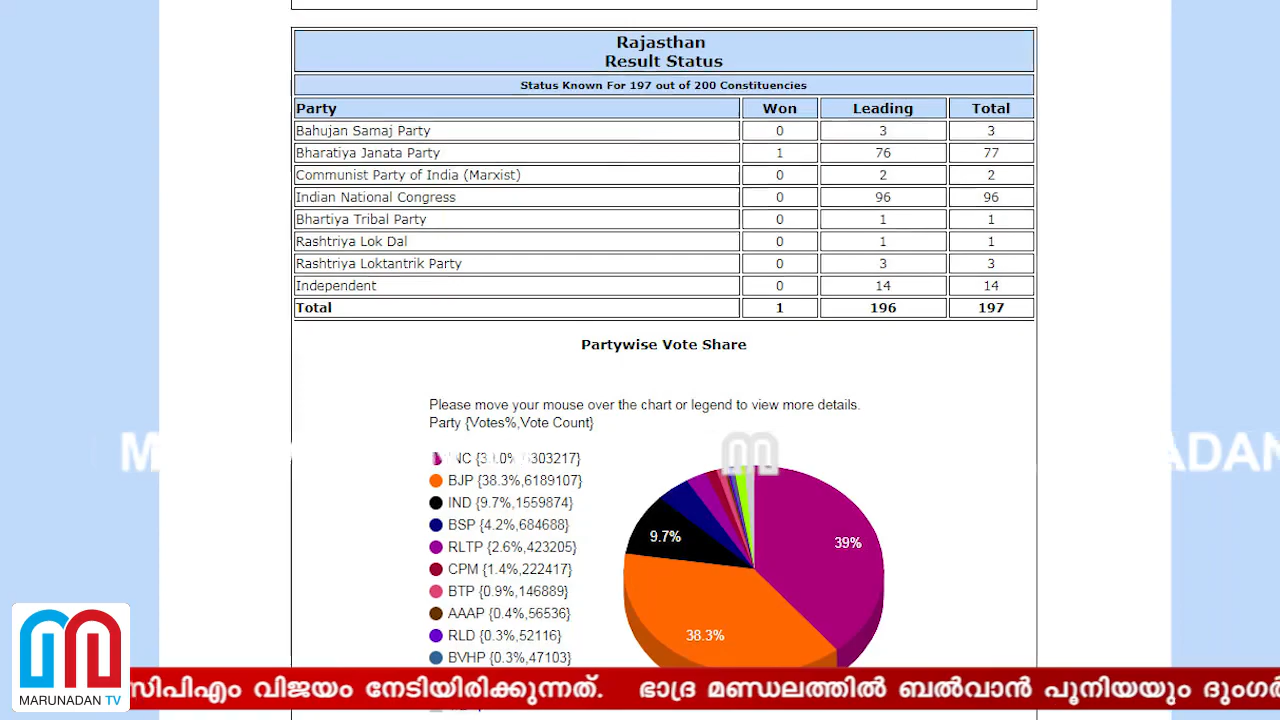 Rajasthan
Result Status
Status Known For 197 out of 200 Constituencies
Party Won Leading Total
Bahujan Samaj Party 0 3 3
Bharatiya Janata Party 1 76 77
Communist Party of India (Marxist) 0 2 2
Indian National Congress 0 96 96
Bhartiya Tribal Party 0 1 1
Rashtriya Lok Dal 0 1 1
Rashtriya Loktantrik Party 0 3 3
Independent 0 14 14
Total 1 196 197
Partywise Vote Share
Please move your mouse over the chart or legend to view more details.
Party {Votes%,Vote Count}
BJP {38.3%,6189107}
IND {9.7%,1559874}
BSP {4.2%,684688}
RLTP {2.6%,423205}
CPM {1.4%,222417}
BTP {0.9%,146889}
AAAP {0.4%,56536}
RLD {0.3%,52116}
BVHP {0.3%,47103}
39%
9.7%
38.3%
MARUNADAN TV
സിപിഎം വിജയം നേടിയിരിക്കുന്നത്. ഭാദ്ര മണ്ഡലത്തിൽ ബൽവാൻ പൂനിയയും ദുംഗർ